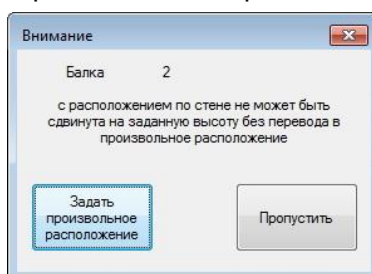 Внимание
Балка 2
с расположением по стене не может быть
сдвинута на заданную высоту без перевода в
произвольное расположение
Задать
произвольное
расположение
Пропустить